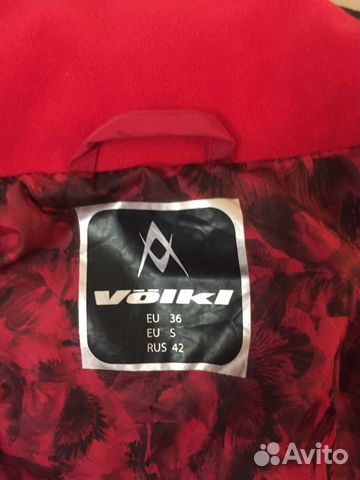 Völkl
EU 36
EU S
RUS 42
Avito